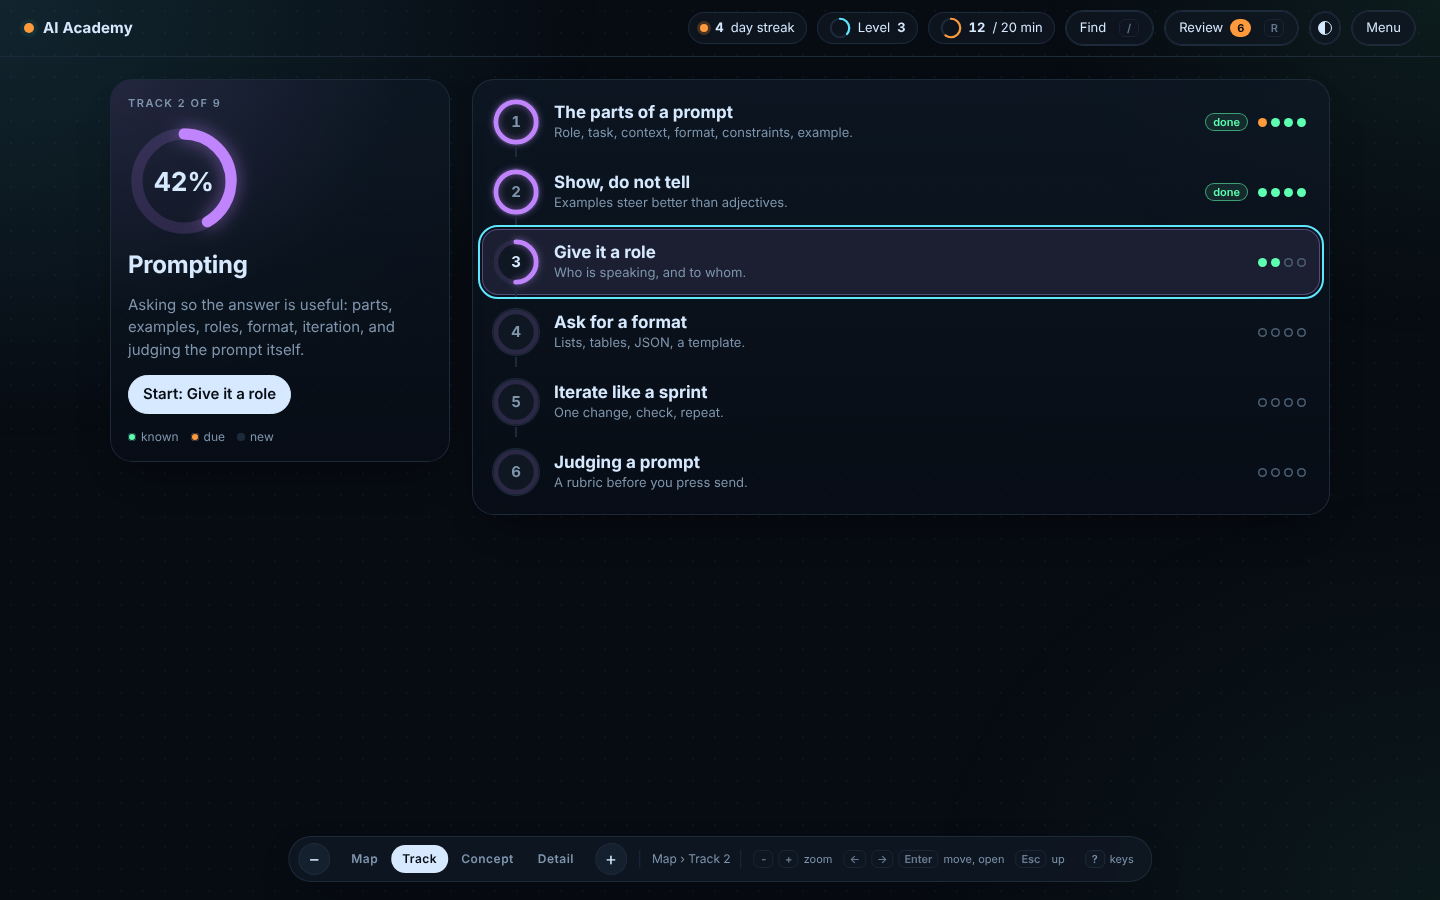 AI Academy
4 day streak
Level 3
12 / 20 min
Find /
Review 6 R
Menu
TRACK 2 OF 9
42%
Prompting
Asking so the answer is useful: parts,
examples, roles, format, iteration, and
judging the prompt itself.
Start: Give it a role
known due new
1
The parts of a prompt
Role, task, context, format, constraints, example.
done
2
Show, do not tell
Examples steer better than adjectives.
done
3
Give it a role
Who is speaking, and to whom.
4
Ask for a format
Lists, tables, JSON, a template.
5
Iterate like a sprint
One change, check, repeat.
6
Judging a prompt
A rubric before you press send.
− Map Track Concept Detail + Map › Track 2 - + zoom ← → Enter move, open Esc up ? keys